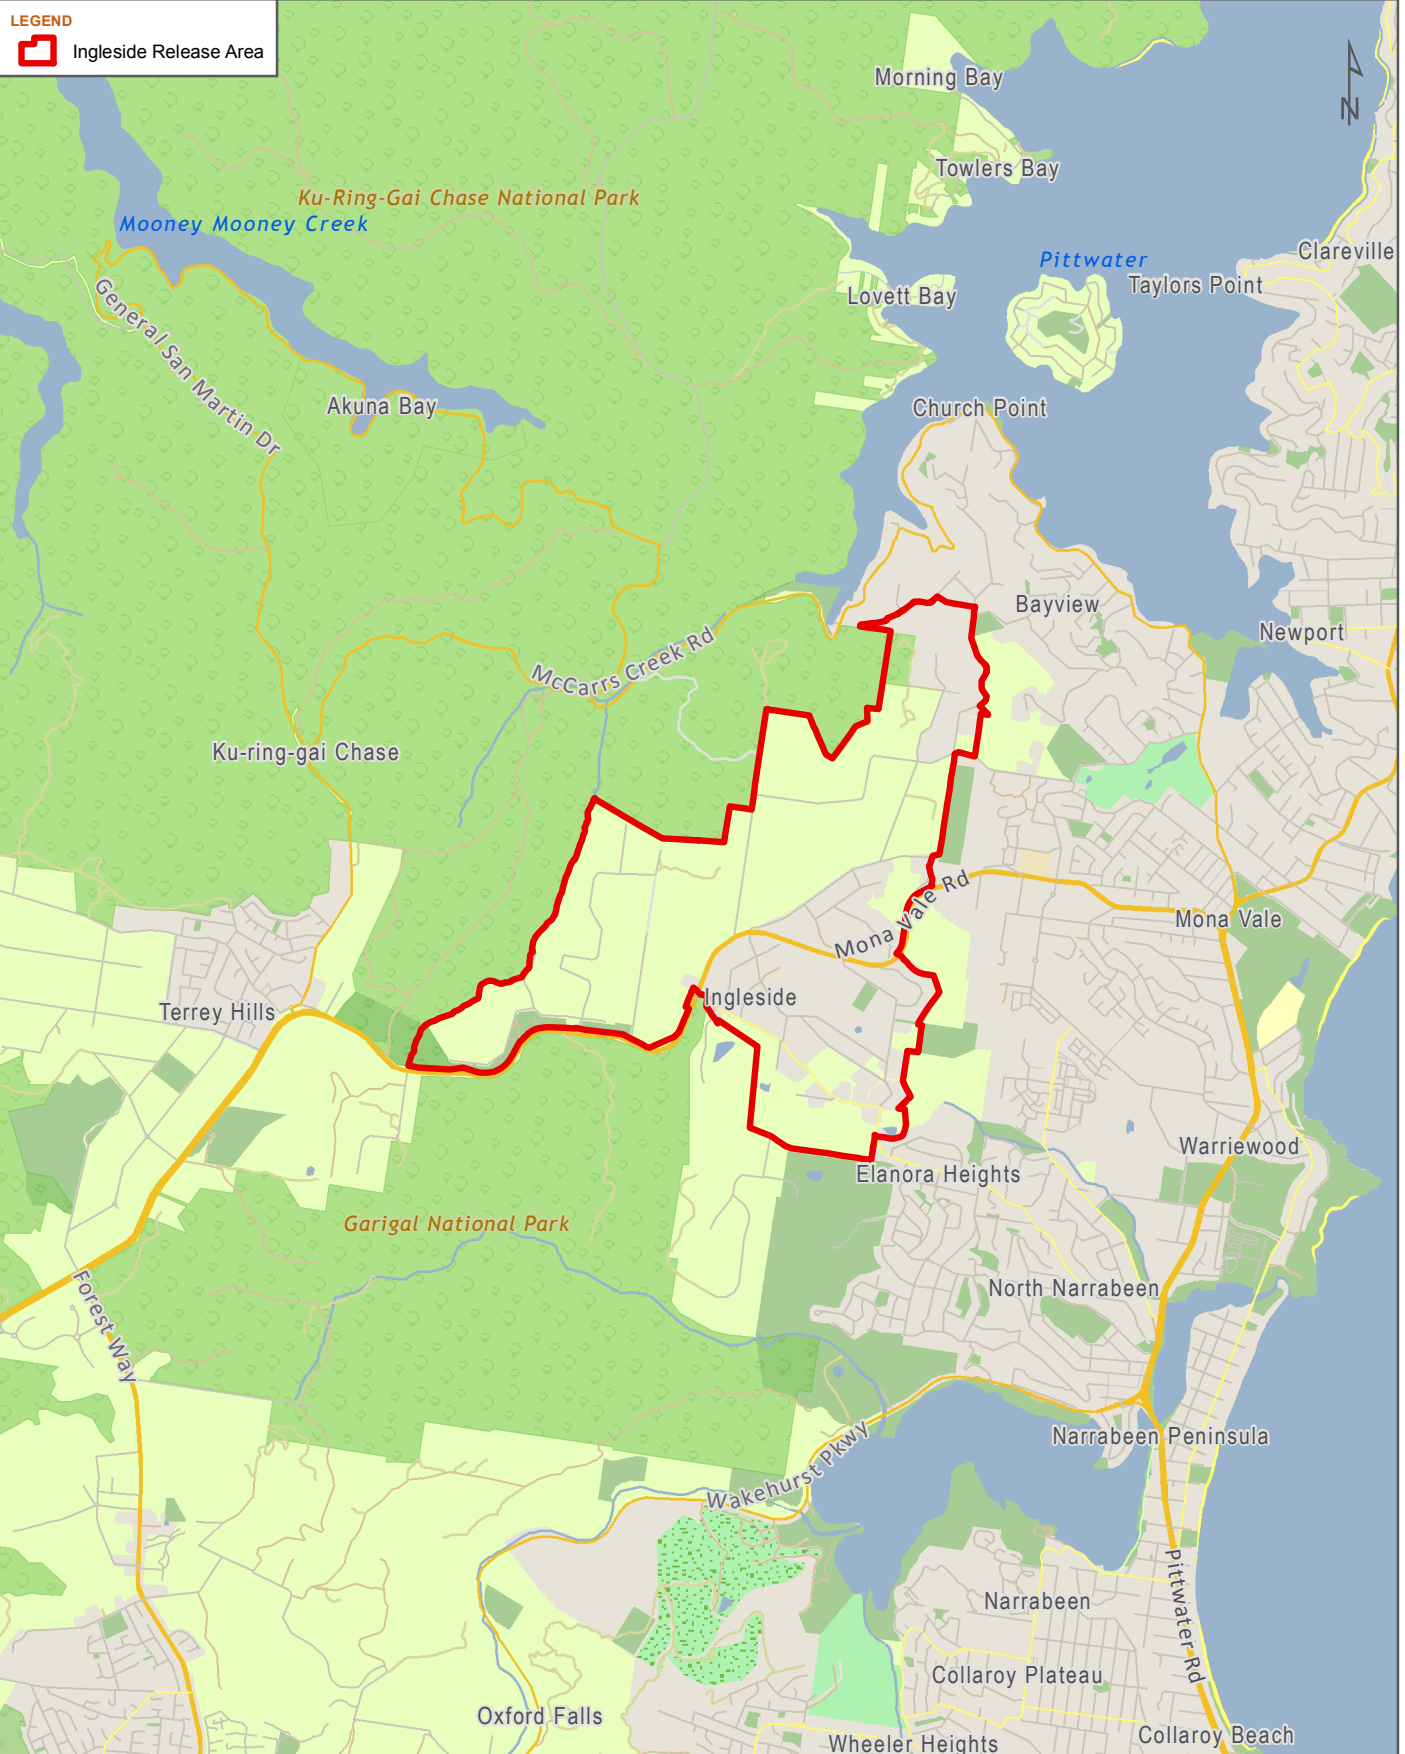 LEGEND
Ingleside Release Area
N
Morning Bay
Towlers Bay
Ku-Ring-Gai Chase National Park
Mooney Mooney Creek
Clareville
Pittwater
Taylors Point
Lovett Bay
General San Martin Dr
Akuna Bay
Church Point
Bayview
Newport
McCarrs Creek Rd
Ku-ring-gai Chase
Mona Vale Rd
Mona Vale
Ingleside
Terrey Hills
Warriewood
Elanora Heights
Garigal National Park
North Narrabeen
Forest Way
Narrabeen Peninsula
Wakehurst Pkwy
Narrabeen
Pittwater Rd
Collaroy Plateau
Oxford Falls
Collaroy Beach
Wheeler Heights